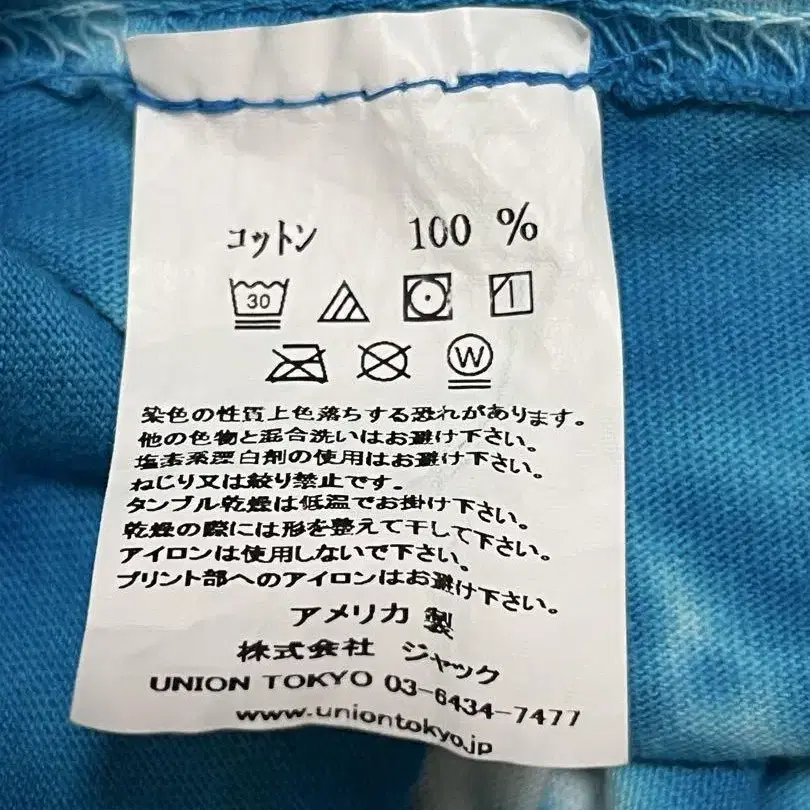 コットン 100 %
30
W
染色の性質上色落ちする恐れがあります。
他の色物と混合洗いはお避け下さい。
塩素系漂白剤の使用はお避け下さい。
ねじり又は絞り禁止です。
タンブル乾燥は低温でお掛け下さい。
乾燥の際には形を整えて干して下さい。
アイロンは使用しないで下さい。
プリント部へのアイロンはお避け下さい。
アメリカ 製
株式会社 ジャック
UNION TOKYO 03-6434-7477
www.uniontokyo.jp